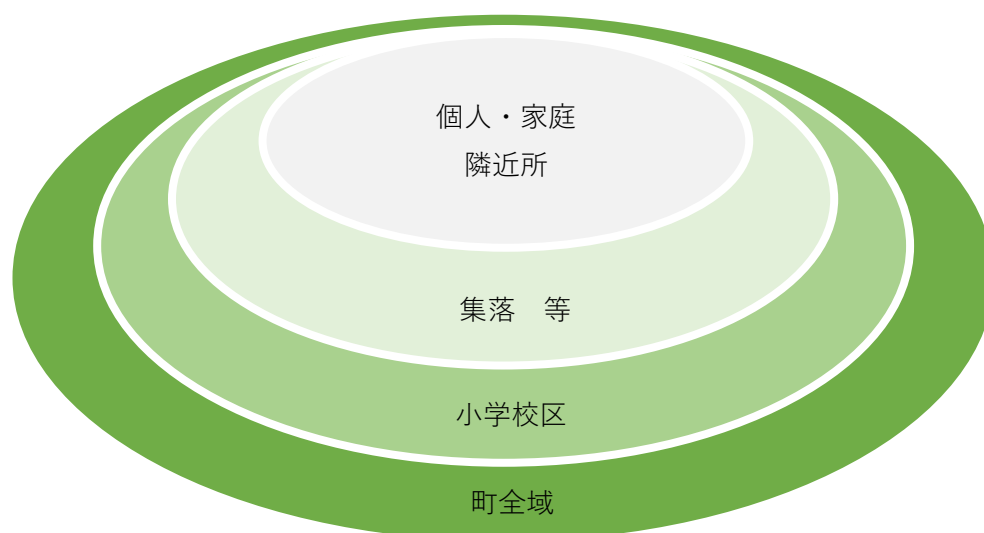 個人・家庭
隣近所
集落　等
小学校区
町全域